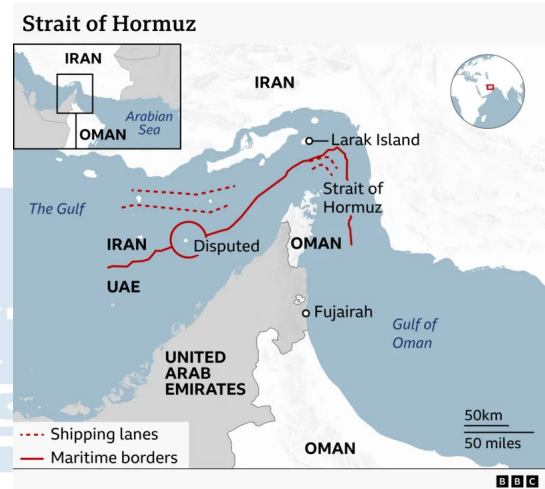 Strait of Hormuz
IRAN
Arabian
Sea
OMAN
IRAN
Larak Island
Strait of
Hormuz
The Gulf
IRAN
Disputed
OMAN
UAE
Fujairah
Gulf of
Oman
UNITED
ARAB
EMIRATES
50km
50 miles
Shipping lanes
Maritime borders
OMAN
BBC